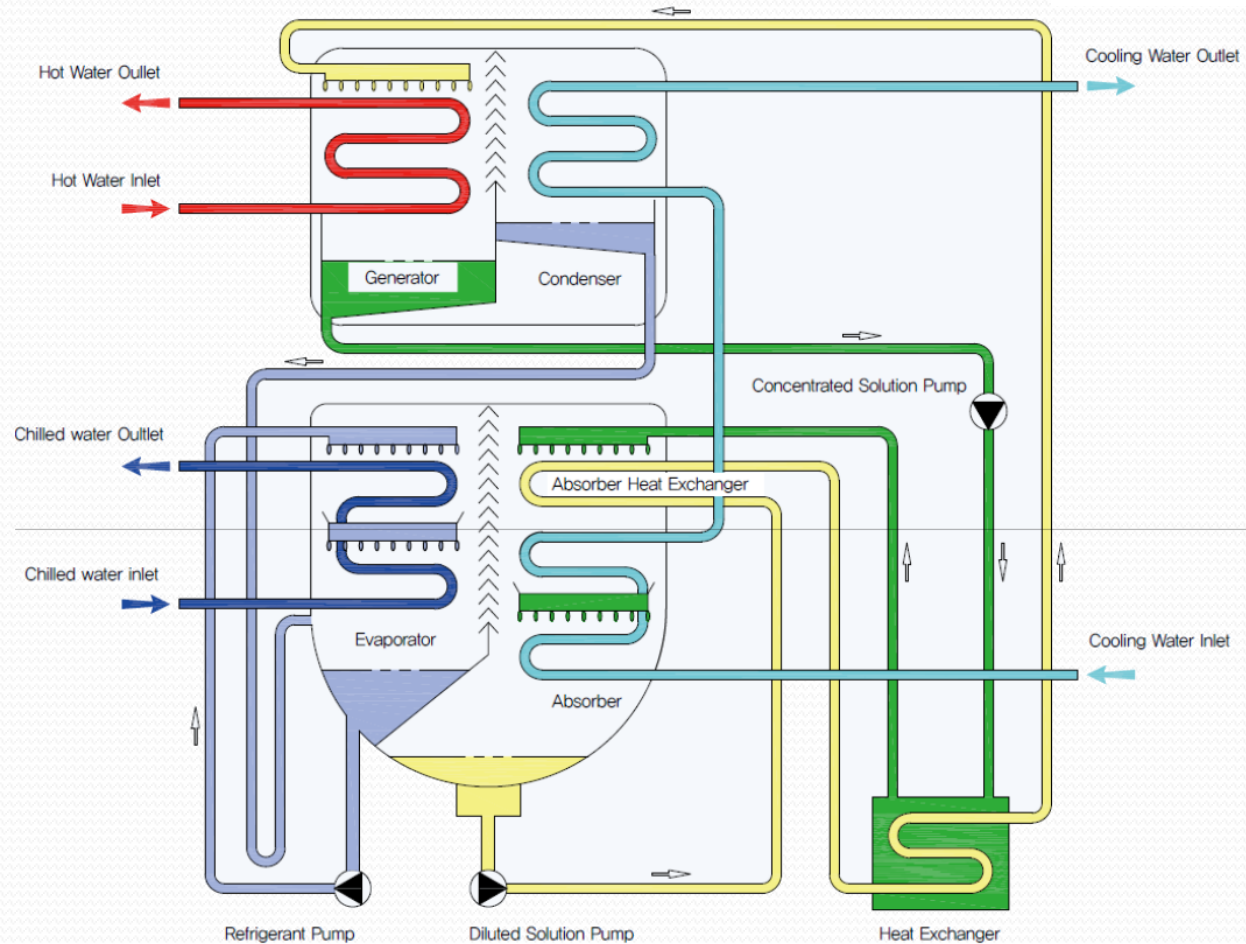 Hot Water Oullet
Cooling Water Outlet
Hot Water Inlet
Generator
Condenser
Concentrated Solution Pump
Chilled water Oultlet
Absorber Heat Exchanger
Chilled water inlet
Evaporator
Cooling Water Inlet
Absorber
Refrigerant Pump
Diluted Solution Pump
Heat Exchanger